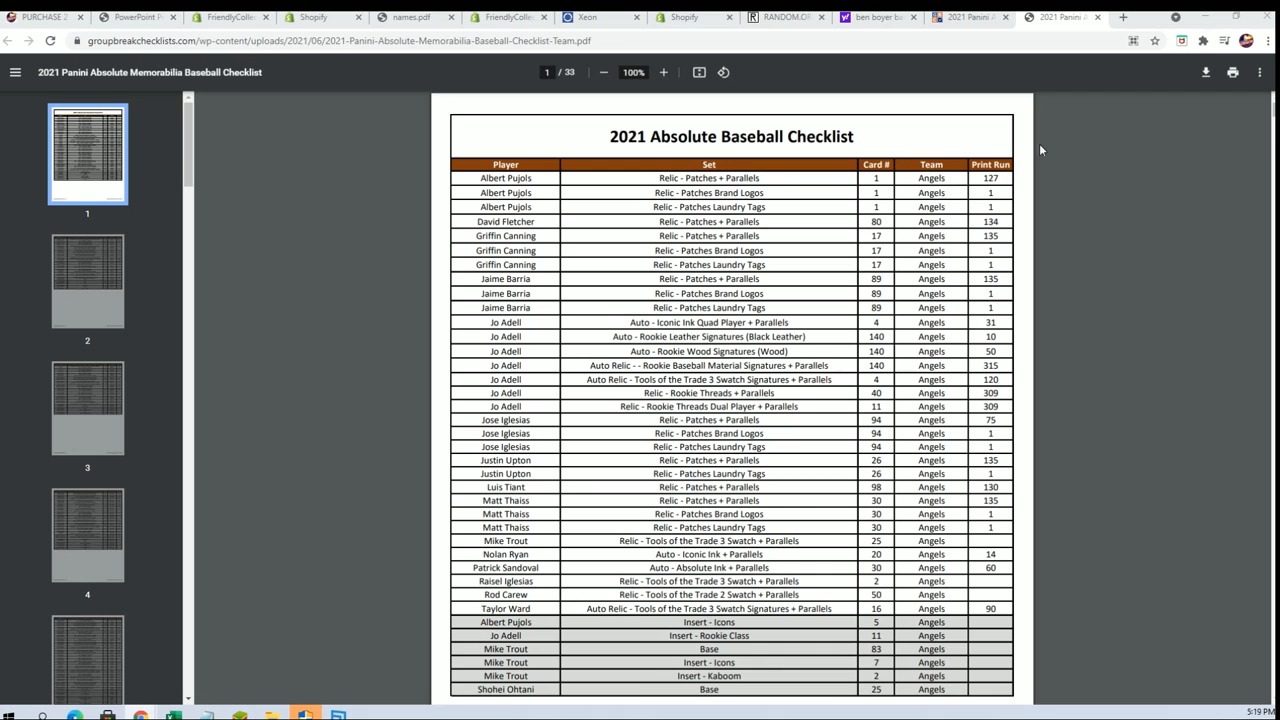 PURCHASE 2
PowerPoint P
FriendlyColle
Shopify
names.pdf
FriendlyColle
Xeon
Shopify
RANDOM.OR
ben boyer ba
2021 Panini A
2021 Panini A
groupbreakchecklists.com/wp-content/uploads/2021/06/2021-Panini-Absolute-Memorabilia-Baseball-Checklist-Team.pdf
2021 Panini Absolute Memorabilia Baseball Checklist
1 / 33
100%
1
2
3
4
2021 Absolute Baseball Checklist
Player Set Card # Team Print Run
Albert Pujols Relic - Patches + Parallels 1 Angels 127
Albert Pujols Relic - Patches Brand Logos 1 Angels 1
Albert Pujols Relic - Patches Laundry Tags 1 Angels 1
David Fletcher Relic - Patches + Parallels 80 Angels 134
Griffin Canning Relic - Patches + Parallels 17 Angels 135
Griffin Canning Relic - Patches Brand Logos 17 Angels 1
Griffin Canning Relic - Patches Laundry Tags 17 Angels 1
Jaime Barria Relic - Patches + Parallels 89 Angels 135
Jaime Barria Relic - Patches Brand Logos 89 Angels 1
Jaime Barria Relic - Patches Laundry Tags 89 Angels 1
Jo Adell Auto - Iconic Ink Quad Player + Parallels 4 Angels 31
Jo Adell Auto - Rookie Leather Signatures (Black Leather) 140 Angels 10
Jo Adell Auto - Rookie Wood Signatures (Wood) 140 Angels 50
Jo Adell Auto Relic - - Rookie Baseball Material Signatures + Parallels 140 Angels 315
Jo Adell Auto Relic - Tools of the Trade 3 Swatch Signatures + Parallels 4 Angels 120
Jo Adell Relic - Rookie Threads + Parallels 40 Angels 309
Jo Adell Relic - Rookie Threads Dual Player + Parallels 11 Angels 309
Jose Iglesias Relic - Patches + Parallels 94 Angels 75
Jose Iglesias Relic - Patches Brand Logos 94 Angels 1
Jose Iglesias Relic - Patches Laundry Tags 94 Angels 1
Justin Upton Relic - Patches + Parallels 26 Angels 135
Justin Upton Relic - Patches Laundry Tags 26 Angels 1
Luis Tiant Relic - Patches + Parallels 98 Angels 130
Matt Thaiss Relic - Patches + Parallels 30 Angels 135
Matt Thaiss Relic - Patches Brand Logos 30 Angels 1
Matt Thaiss Relic - Patches Laundry Tags 30 Angels 1
Mike Trout Relic - Tools of the Trade 3 Swatch + Parallels 25 Angels
Nolan Ryan Auto - Iconic Ink + Parallels 20 Angels 14
Patrick Sandoval Auto - Absolute Ink + Parallels 30 Angels 60
Raisel Iglesias Relic - Tools of the Trade 3 Swatch + Parallels 2 Angels
Rod Carew Relic - Tools of the Trade 2 Swatch + Parallels 50 Angels
Taylor Ward Auto Relic - Tools of the Trade 3 Swatch Signatures + Parallels 16 Angels 90
Albert Pujols Insert - Icons 5 Angels
Jo Adell Insert - Rookie Class 11 Angels
Mike Trout Base 83 Angels
Mike Trout Insert - Icons 7 Angels
Mike Trout Insert - Kaboom 2 Angels
Shohei Ohtani Base 25 Angels
5:19 PM